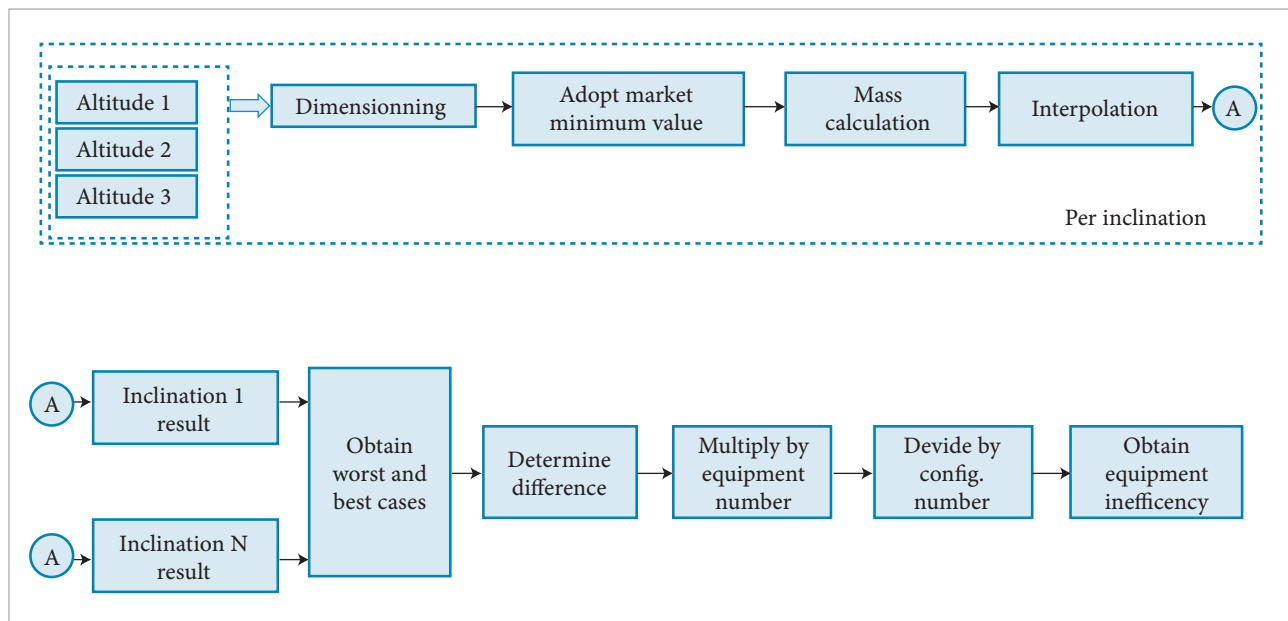 Altitude 1
Altitude 2
Altitude 3
Dimensionning
Adopt market
minimum value
Mass
calculation
Interpolation
A
Per inclination
A
Inclination 1
result
A
Inclination N
result
Obtain
worst and
best cases
Determine
difference
Multiply by
equipment
number
Devide by
config.
number
Obtain
equipment
inefficency